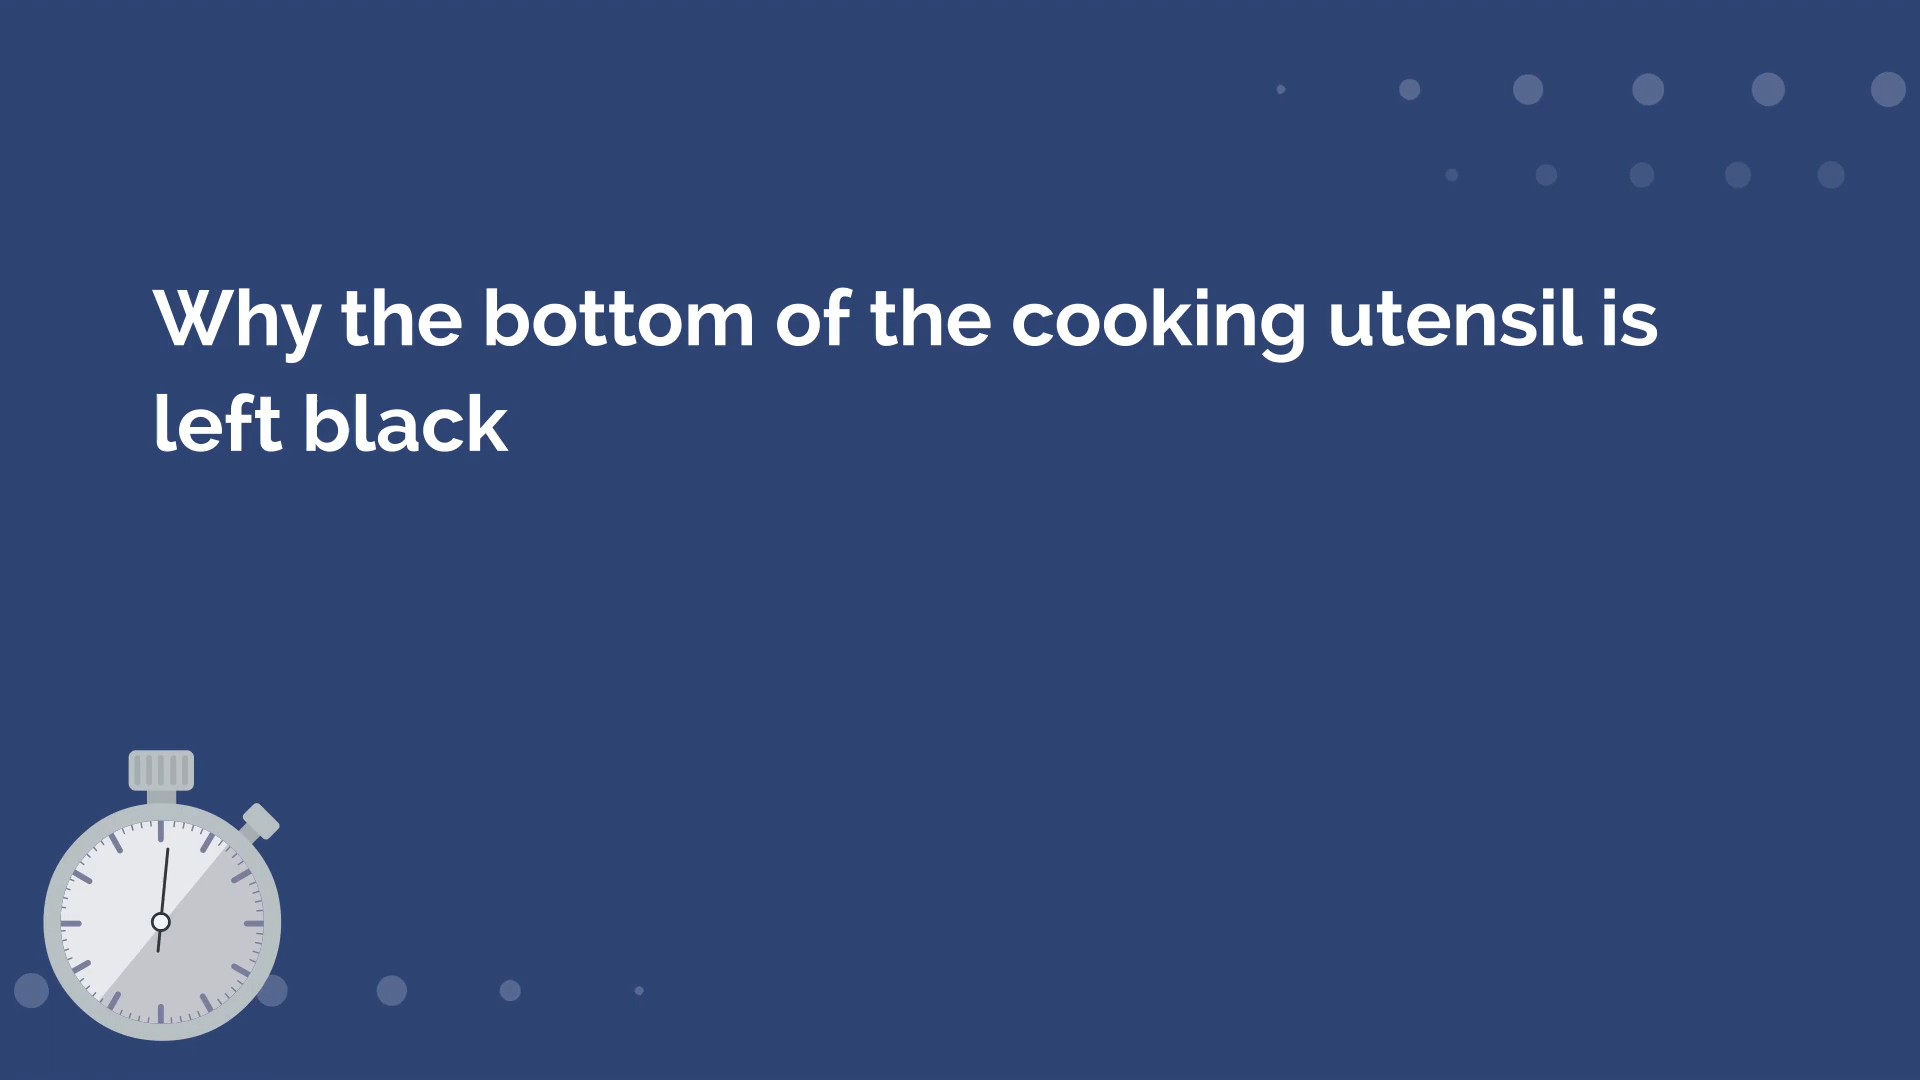 Why the bottom of the cooking utensil is
left black